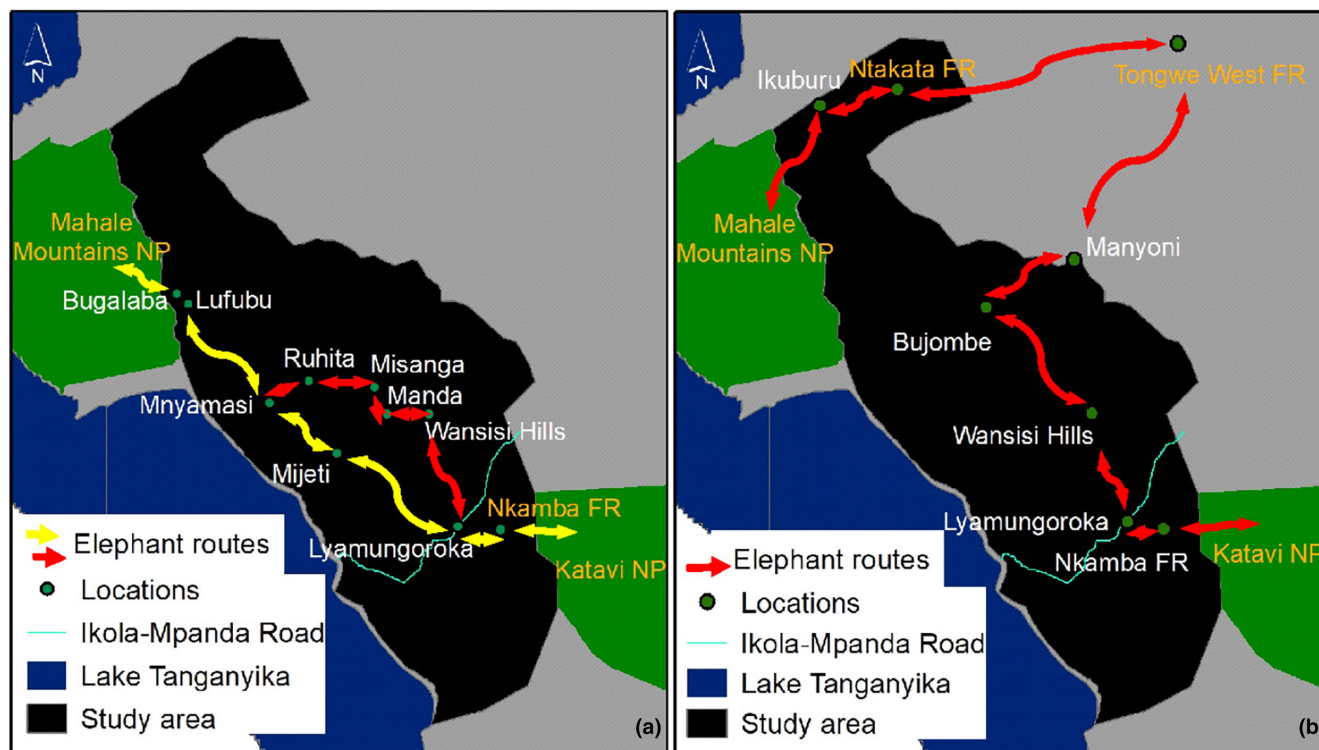 N
Mahale
Mountains NP
Bugalaba
Lufubu
Ruhita
Misanga
Manda
Mnyamasi
Wansisi Hills
Mijeti
Nkamba FR
Lyamungoroka
Katavi NP
Elephant routes
Locations
Ikola-Mpanda Road
Lake Tanganyika
Study area
(a)
N
Ikuburu
Ntakata FR
Tongwe West FR
Mahale
Mountains NP
Manyoni
Bujombe
Wansisi Hills
Lyamungoroka
Nkamba FR
Katavi NP
Elephant routes
Locations
Ikola-Mpanda Road
Lake Tanganyika
Study area
(b)